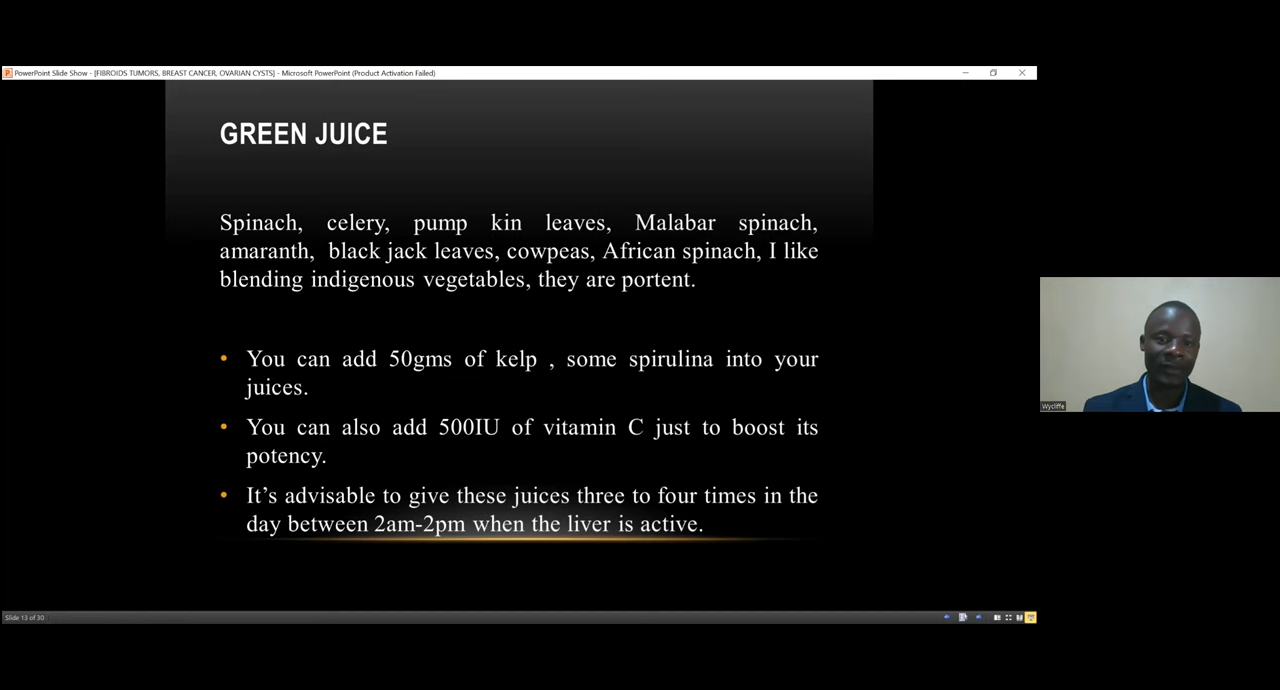 PowerPoint Slide Show - [FIBROIDS TUMORS, BREAST CANCER, OVARIAN CYSTS] - Microsoft PowerPoint (Product Activation Failed)
GREEN JUICE
Spinach, celery, pump kin leaves, Malabar spinach,
amaranth, black jack leaves, cowpeas, African spinach, I like
blending indigenous vegetables, they are portent.
• You can add 50gms of kelp , some spirulina into your
juices.
• You can also add 500IU of vitamin C just to boost its
potency.
• It's advisable to give these juices three to four times in the
day between 2am-2pm when the liver is active.
Wycliffe
Slide 13 of 30